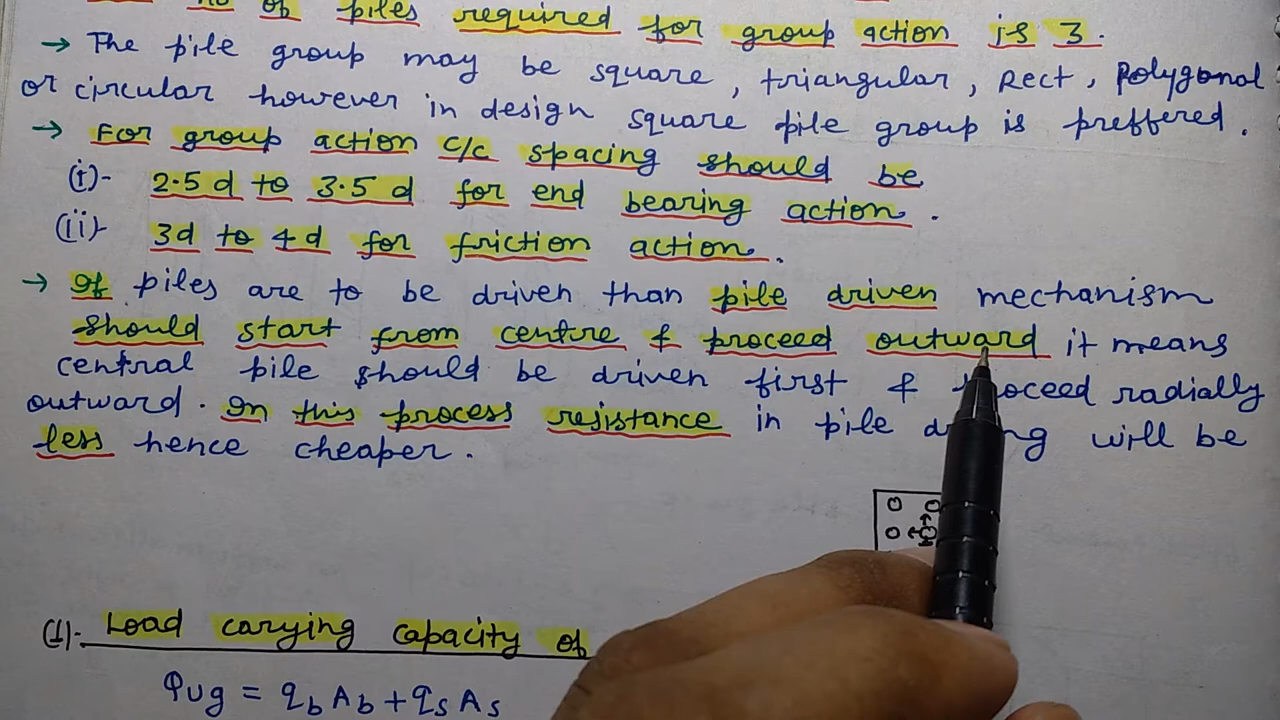 no of piles required for group action is 3.
→ The pile group may be square, triangular, Rect, Polygonal
or circular however in design square pile group is preffered.
→ For group action c/c spacing should be
(i)- 2.5 d to 3.5 d for end bearing action.
(ii)- 3d to 4 d for friction action.
→ If piles are to be driven than pile driven mechanism
should start from centre & proceed outward it means
central pile should be driven first & proceed radially
outward. In this process resistance in pile will be
less hence cheaper.
(1)- Load carying capacity of
Qug = qb Ab + qs As